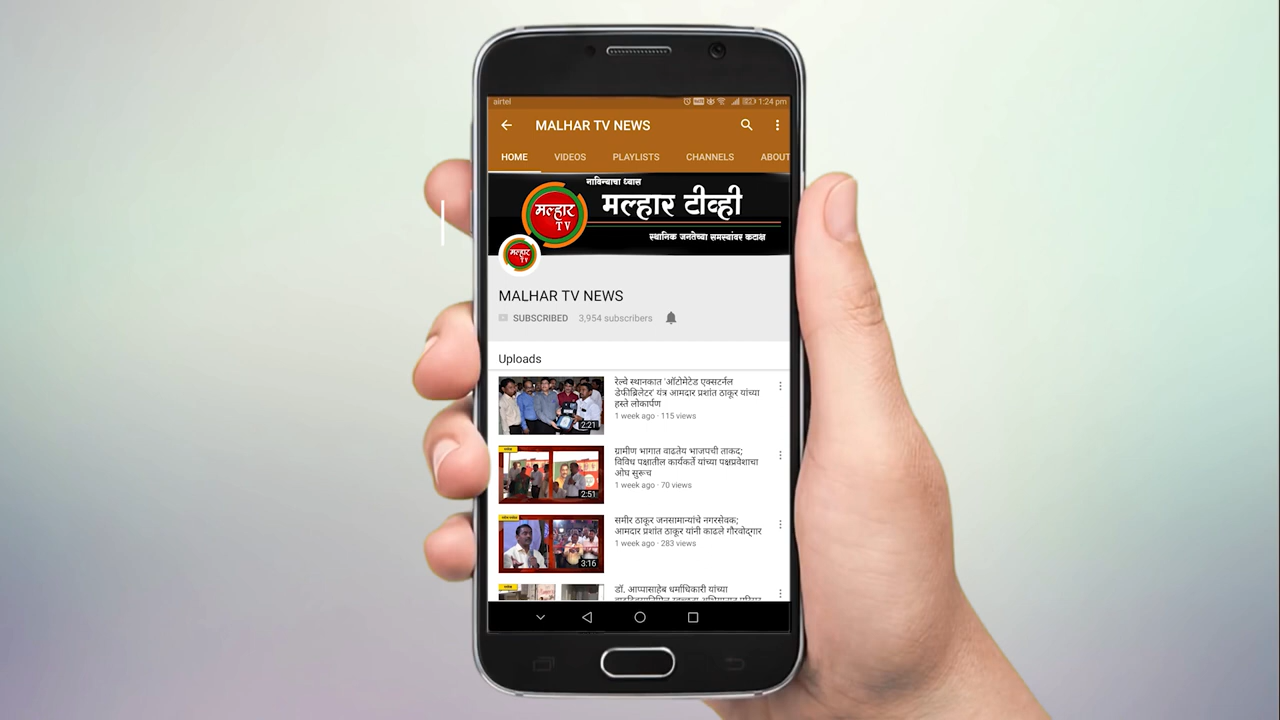 airtel
1:24 pm
MALHAR TV NEWS
HOME VIDEOS PLAYLISTS CHANNELS ABOUT
नाविन्याचा ध्यास
मल्हार टीव्ही
मल्हार
TV
स्थानिक जनतेच्या समस्यांवर कटाक्ष
मल्हार
TV
MALHAR TV NEWS
SUBSCRIBED 3,954 subscribers
Uploads
रेल्वे स्थानकात 'ऑटोमेटेड एक्सटर्नल
डेफीब्रिलेटर' यंत्र आमदार प्रशांत ठाकूर यांच्या
हस्ते लोकार्पण
1 week ago · 115 views
2:21
ग्रामीण भागात वाढतेय भाजपची ताकद;
विविध पक्षातील कार्यकर्ते यांच्या पक्षप्रवेशाचा
ओघ सुरूच
1 week ago · 70 views
2:51
समीर ठाकूर जनसामान्यांचे नगरसेवक;
आमदार प्रशांत ठाकूर यांनी काढले गौरवोद्गार
1 week ago · 283 views
3:16
डॉ. आप्पासाहेब धर्माधिकारी यांच्या